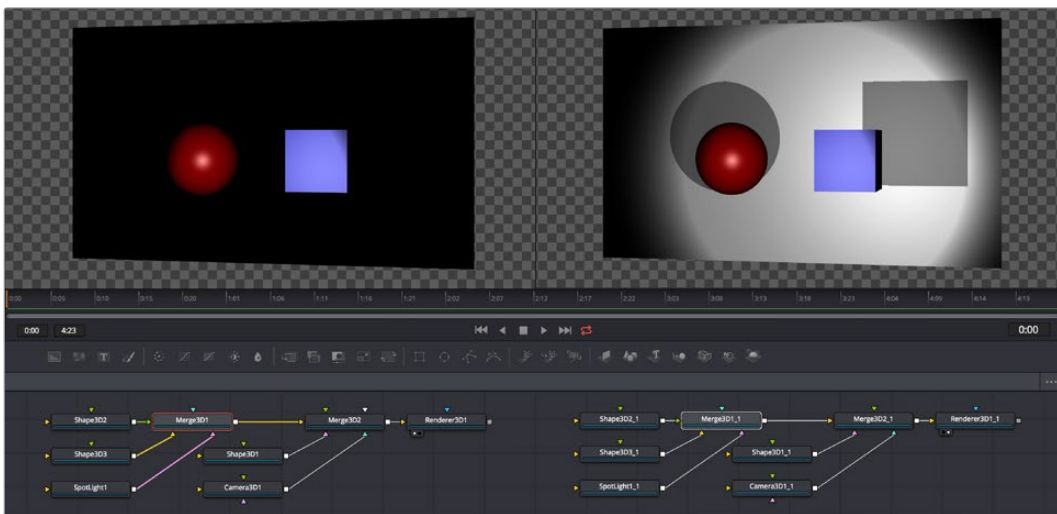 0:00 0:05 0:10 0:15 0:20 1:01 1:06 1:11 1:16 1:21 2:02 2:07 2:13 2:17 2:22 3:03 3:08 3:13 3:18 3:23 4:04 4:09 4:14 4:19
0:00 4:23 0:00
T
Shape3D2 Merge3D1 Merge3D2 Renderer3D1 Shape3D2_1 Merge3D1_1 Merge3D2_1 Renderer3D1_1
Shape3D3 Shape3D1 Shape3D3_1 Shape3D1_1
SpotLight1 Camera3D1 SpotLight1_1 Camera3D1_1